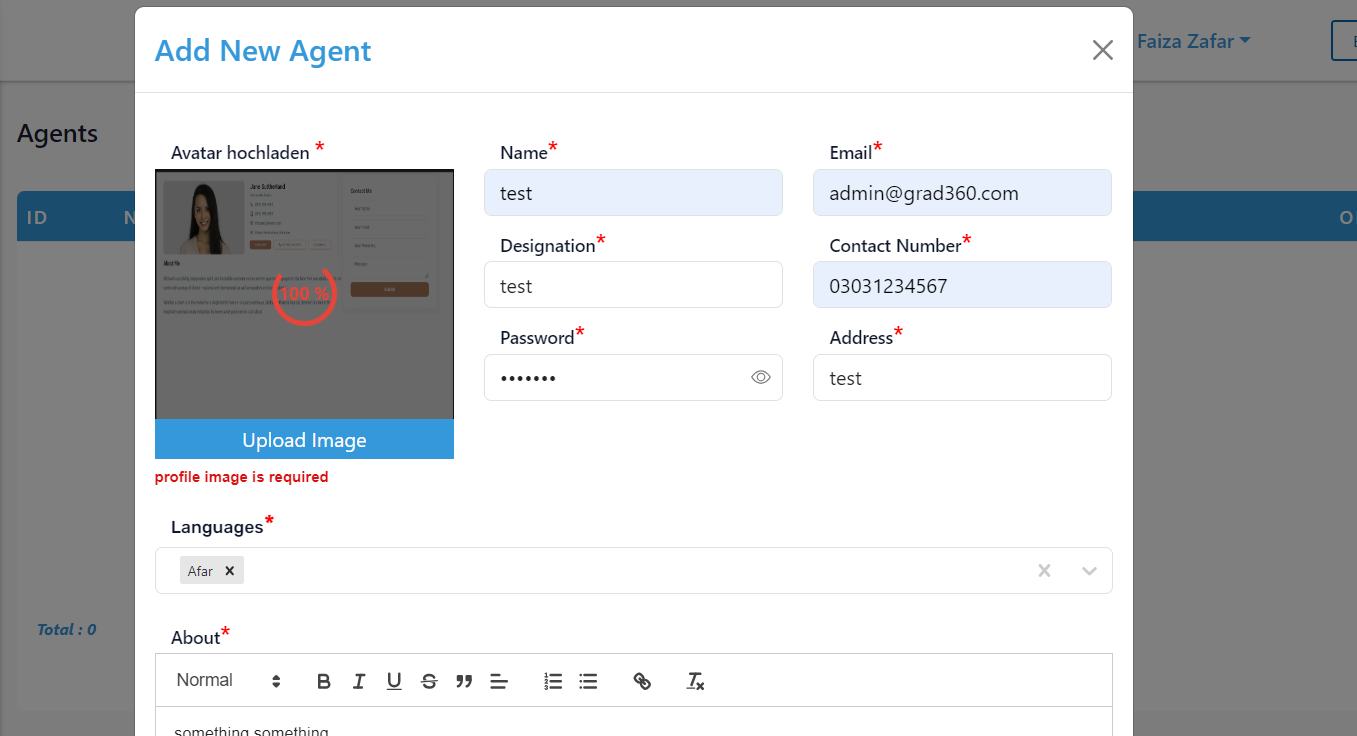 Add New Agent
Faiza Zafar
Agents
ID
Avatar hochladen *
Name*
test
Email*
admin@grad360.com
Designation*
test
Contact Number*
03031234567
Password*
•••••••
Address*
test
Jane Sutherland
Contact Me
About Me
100 %
Upload Image
profile image is required
Languages*
Afar
Total : 0
About*
Normal
something something